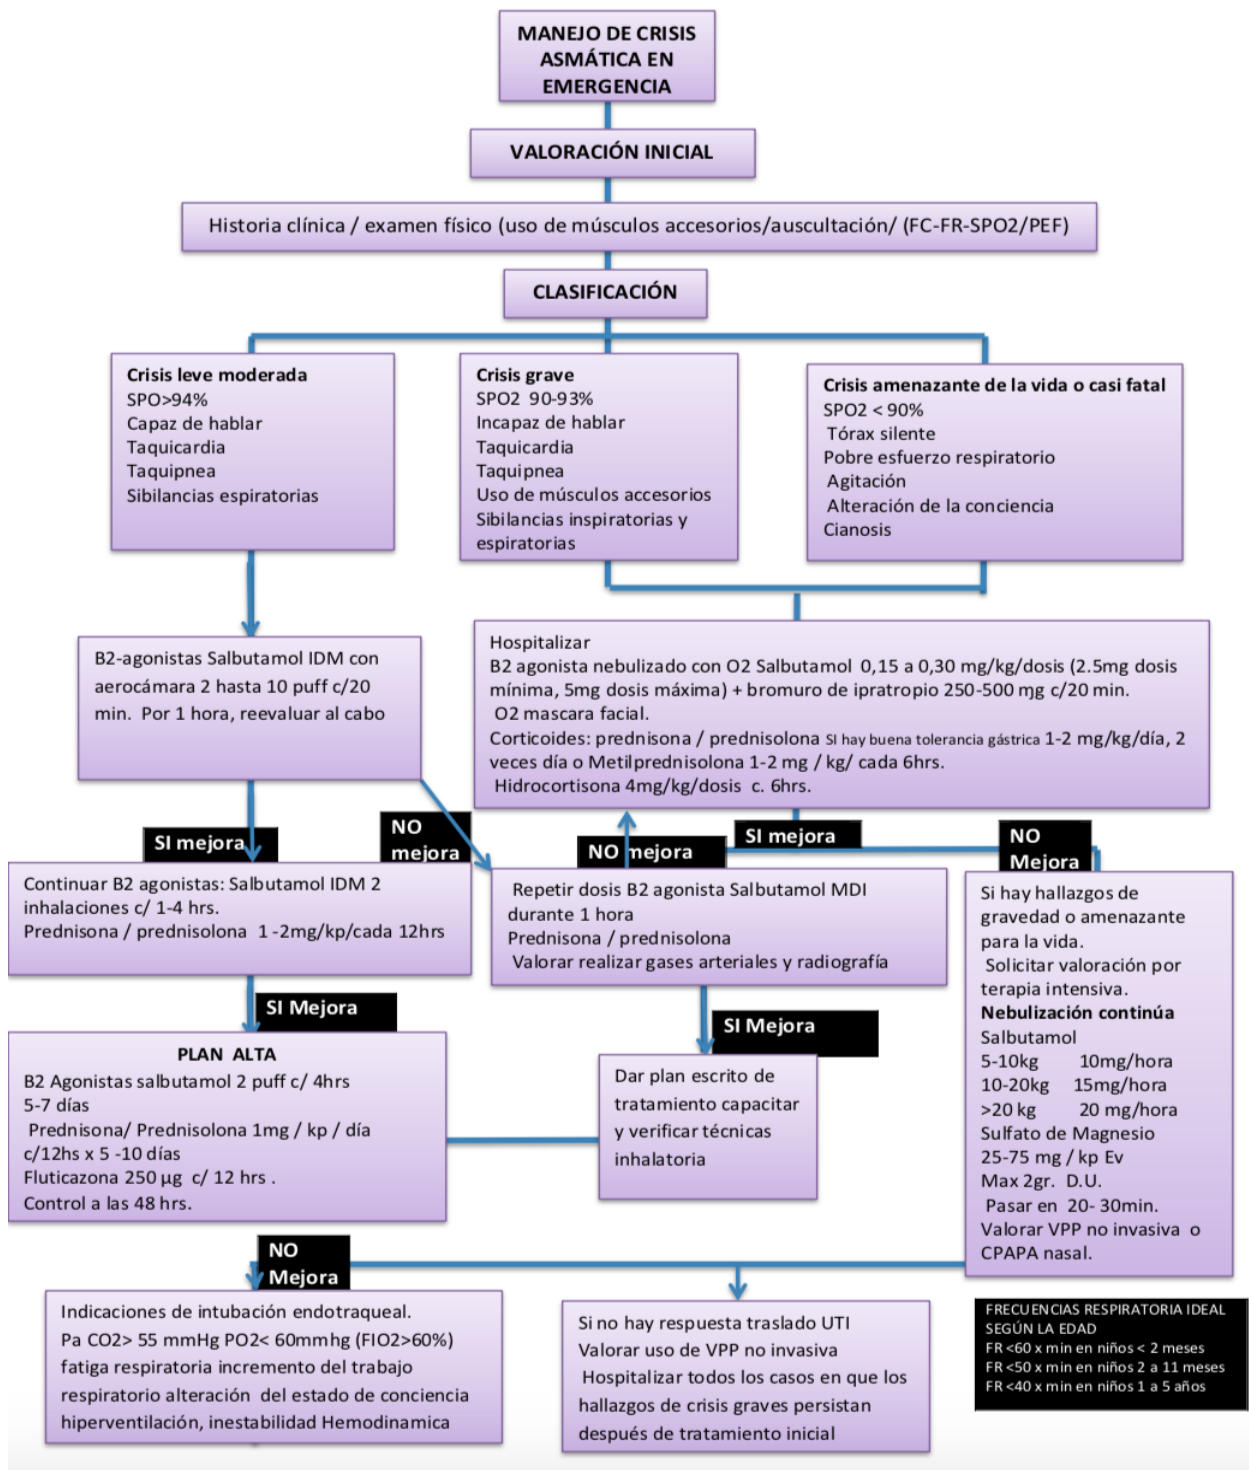 MANEJO DE CRISIS
ASMÁTICA EN
EMERGENCIA
VALORACIÓN INICIAL
Historia clínica / examen físico (uso de músculos accesorios/auscultación/ (FC-FR-SPO2/PEF)
CLASIFICACIÓN
Crisis leve moderada
SPO>94%
Capaz de hablar
Taquicardia
Taquipnea
Sibilancias espiratorias
Crisis grave
SPO2 90-93%
Incapaz de hablar
Taquicardia
Taquipnea
Uso de músculos accesorios
Sibilancias inspiratorias y
espiratorias
Crisis amenazante de la vida o casi fatal
SPO2 < 90%
Tórax silente
Pobre esfuerzo respiratorio
Agitación
Alteración de la conciencia
Cianosis
B2-agonistas Salbutamol IDM con
aerocámara 2 hasta 10 puff c/20
min. Por 1 hora, reevaluar al cabo
Hospitalizar
B2 agonista nebulizado con O2 Salbutamol 0,15 a 0,30 mg/kg/dosis (2.5mg dosis
mínima, 5mg dosis máxima) + bromuro de ipratropio 250-500 ɱg c/20 min.
O2 mascara facial.
Corticoides: prednisona / prednisolona SI hay buena tolerancia gástrica 1-2 mg/kg/día, 2
veces día o Metilprednisolona 1-2 mg / kg/ cada 6hrs.
Hidrocortisona 4mg/kg/dosis c. 6hrs.
SI mejora
NO
mejora
NO mejora
SI mejora
NO
Mejora
Continuar B2 agonistas: Salbutamol IDM 2
inhalaciones c/ 1-4 hrs.
Prednisona / prednisolona 1 -2mg/kp/cada 12hrs
Repetir dosis B2 agonista Salbutamol MDI
durante 1 hora
Prednisona / prednisolona
Valorar realizar gases arteriales y radiografía
Si hay hallazgos de
gravedad o amenazante
para la vida.
Solicitar valoración por
terapia intensiva.
Nebulización continúa
Salbutamol
5-10kg 10mg/hora
10-20kg 15mg/hora
>20 kg 20 mg/hora
Sulfato de Magnesio
25-75 mg / kp Ev
Max 2gr. D.U.
Pasar en 20- 30min.
Valorar VPP no invasiva o
CPAPA nasal.
SI Mejora
SI Mejora
PLAN ALTA
B2 Agonistas salbutamol 2 puff c/ 4hrs
5-7 días
Prednisona/ Prednisolona 1mg / kp / día
c/12hs x 5 -10 días
Fluticazona 250 µg c/ 12 hrs .
Control a las 48 hrs.
Dar plan escrito de
tratamiento capacitar
y verificar técnicas
inhalatoria
NO
Mejora
Indicaciones de intubación endotraqueal.
Pa CO2> 55 mmHg PO2< 60mmhg (FIO2>60%)
fatiga respiratoria incremento del trabajo
respiratorio alteración del estado de conciencia
hiperventilación, inestabilidad Hemodinamica
Si no hay respuesta traslado UTI
Valorar uso de VPP no invasiva
Hospitalizar todos los casos en que los
hallazgos de crisis graves persistan
después de tratamiento inicial
FRECUENCIAS RESPIRATORIA IDEAL
SEGÚN LA EDAD
FR <60 x min en niños < 2 meses
FR <50 x min en niños 2 a 11 meses
FR <40 x min en niños 1 a 5 años